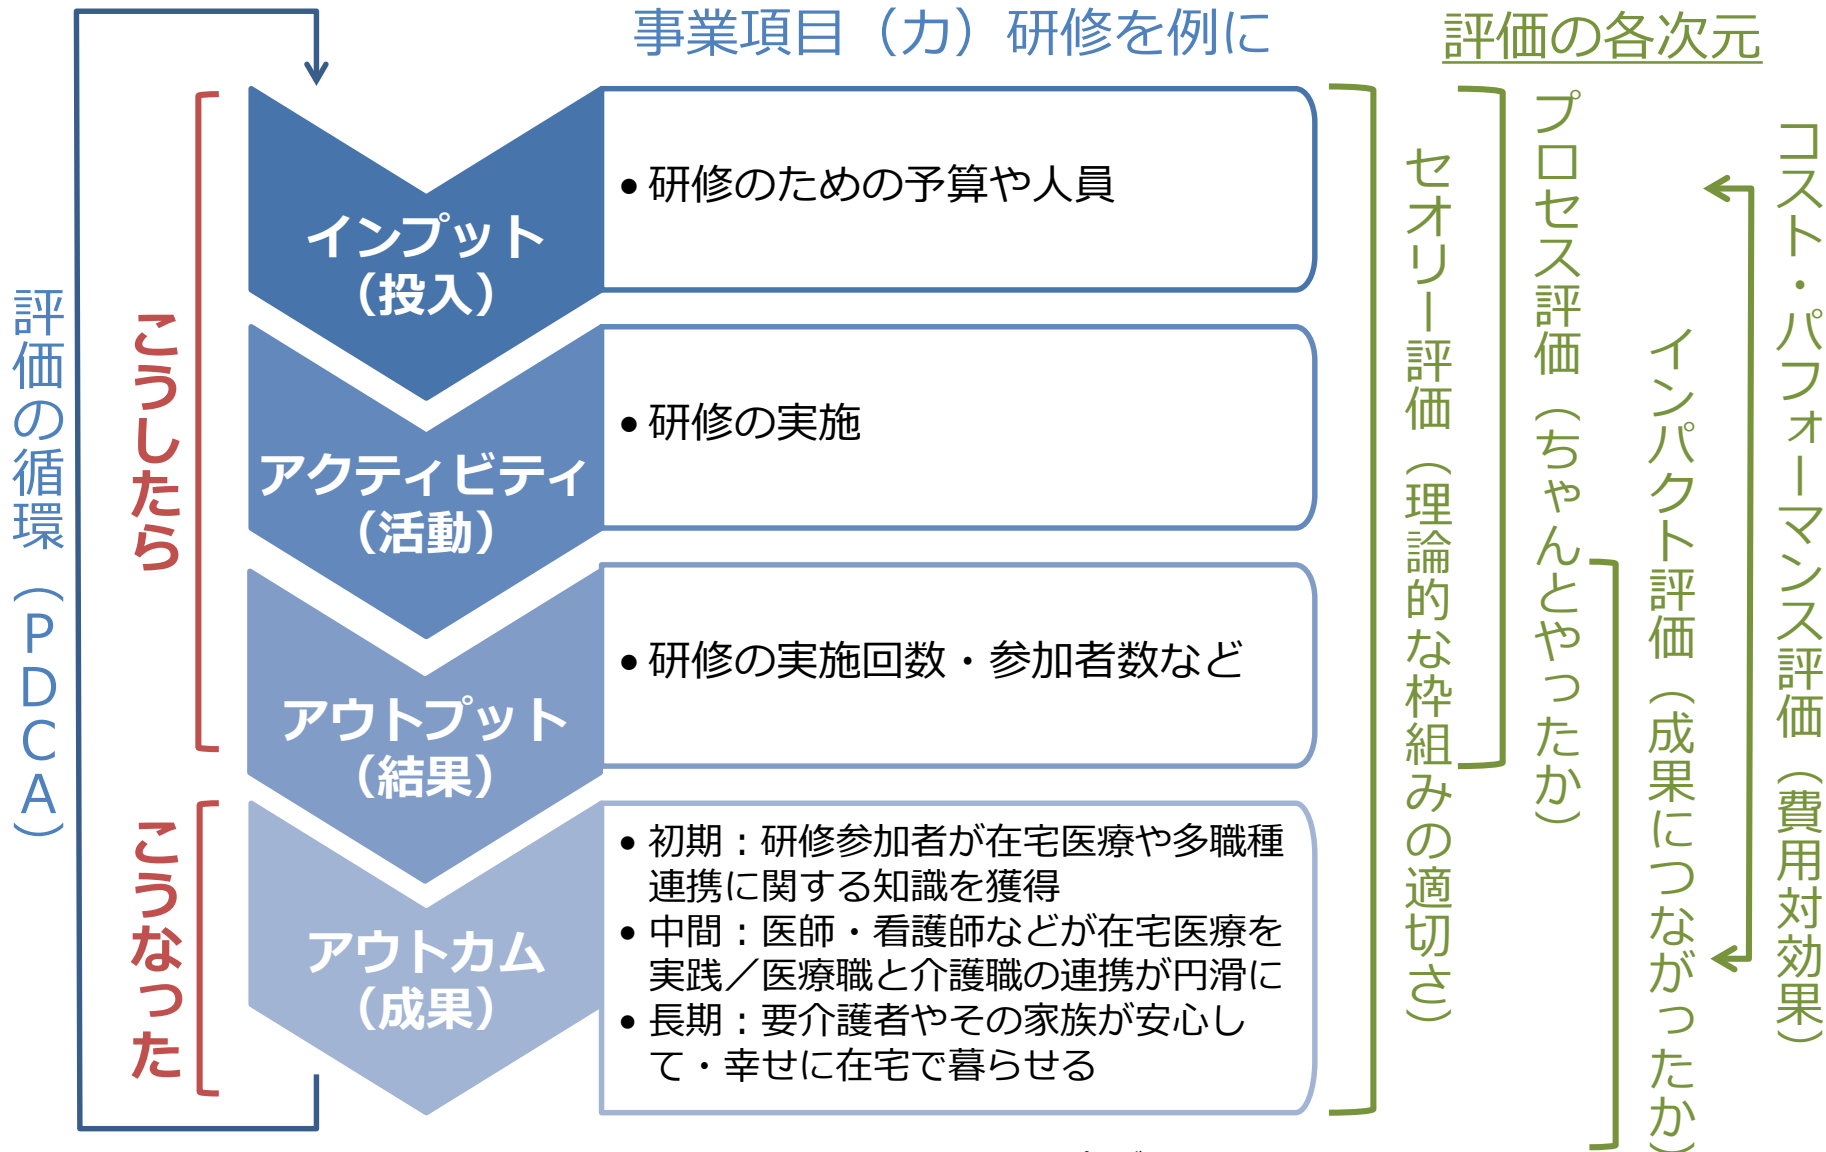 事業項目（カ）研修を例に
評価の各次元
評価の循環（ＰＤＣＡ）
こうしたら
こうなった
インプット
（投入）
• 研修のための予算や人員
アクティビティ
（活動）
• 研修の実施
アウトプット
（結果）
• 研修の実施回数・参加者数など
アウトカム
（成果）
• 初期：研修参加者が在宅医療や多職種
連携に関する知識を獲得
• 中間：医師・看護師などが在宅医療を
実践／医療職と介護職の連携が円滑に
• 長期：要介護者やその家族が安心し
て・幸せに在宅で暮らせる
セオリー評価（理論的な枠組みの適切さ）
プロセス評価（ちゃんとやったか）
インパクト評価（成果につながったか）
コスト・パフォーマンス評価（費用対効果）